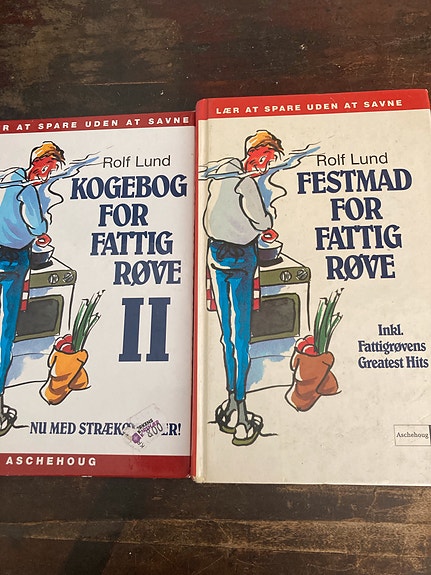 R AT SPARE UDEN AT SAVNE
Rolf Lund
KOGEBOG
FOR
FATTIG
RØVE
II
NU MED STRÆK
ER!
ASCHEHOUG
LÆR AT SPARE UDEN AT SAVNE
Rolf Lund
FESTMAD
FOR
FATTIG
RØVE
Inkl.
Fattigrøvens
Greatest Hits
Aschehoug